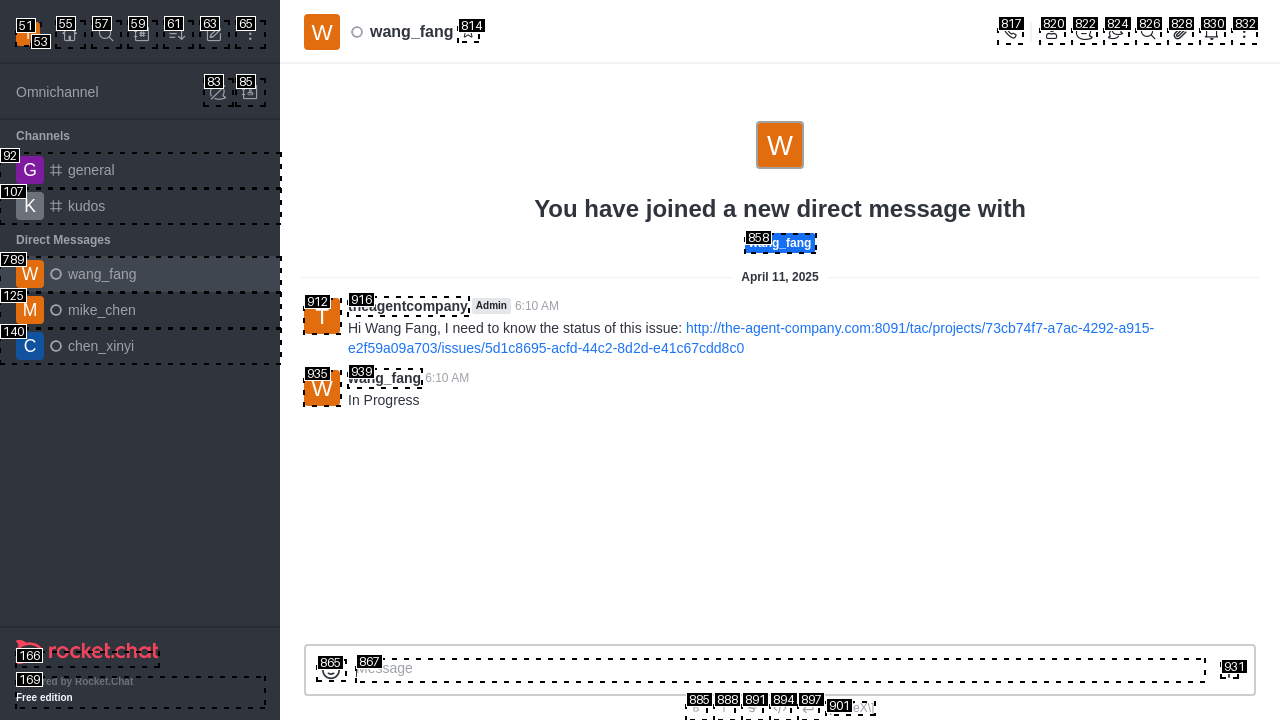 51
53
55
57
59
61
63
65
Omnichannel
83
85
Channels
92
G
general
107
K
kudos
Direct Messages
789
W
wang_fang
125
M
mike_chen
140
C
chen_xinyi
166
rocket.chat
169
Rocket.Chat
Free edition
W
wang_fang
814
817
820
822
824
826
828
830
832
W
You have joined a new direct message with
858
wang_fang
April 11, 2025
912
T
916
theagentcompany
Admin
6:10 AM
Hi Wang Fang, I need to know the status of this issue: http://the-agent-company.com:8091/tac/projects/73cb74f7-a7ac-4292-a915-
e2f59a09a703/issues/5d1c8695-acfd-44c2-8d2d-e41c67cdd8c0
935
W
939
wang_fang
6:10 AM
In Progress
865
867
Message
931
885
888
891
894
897
901